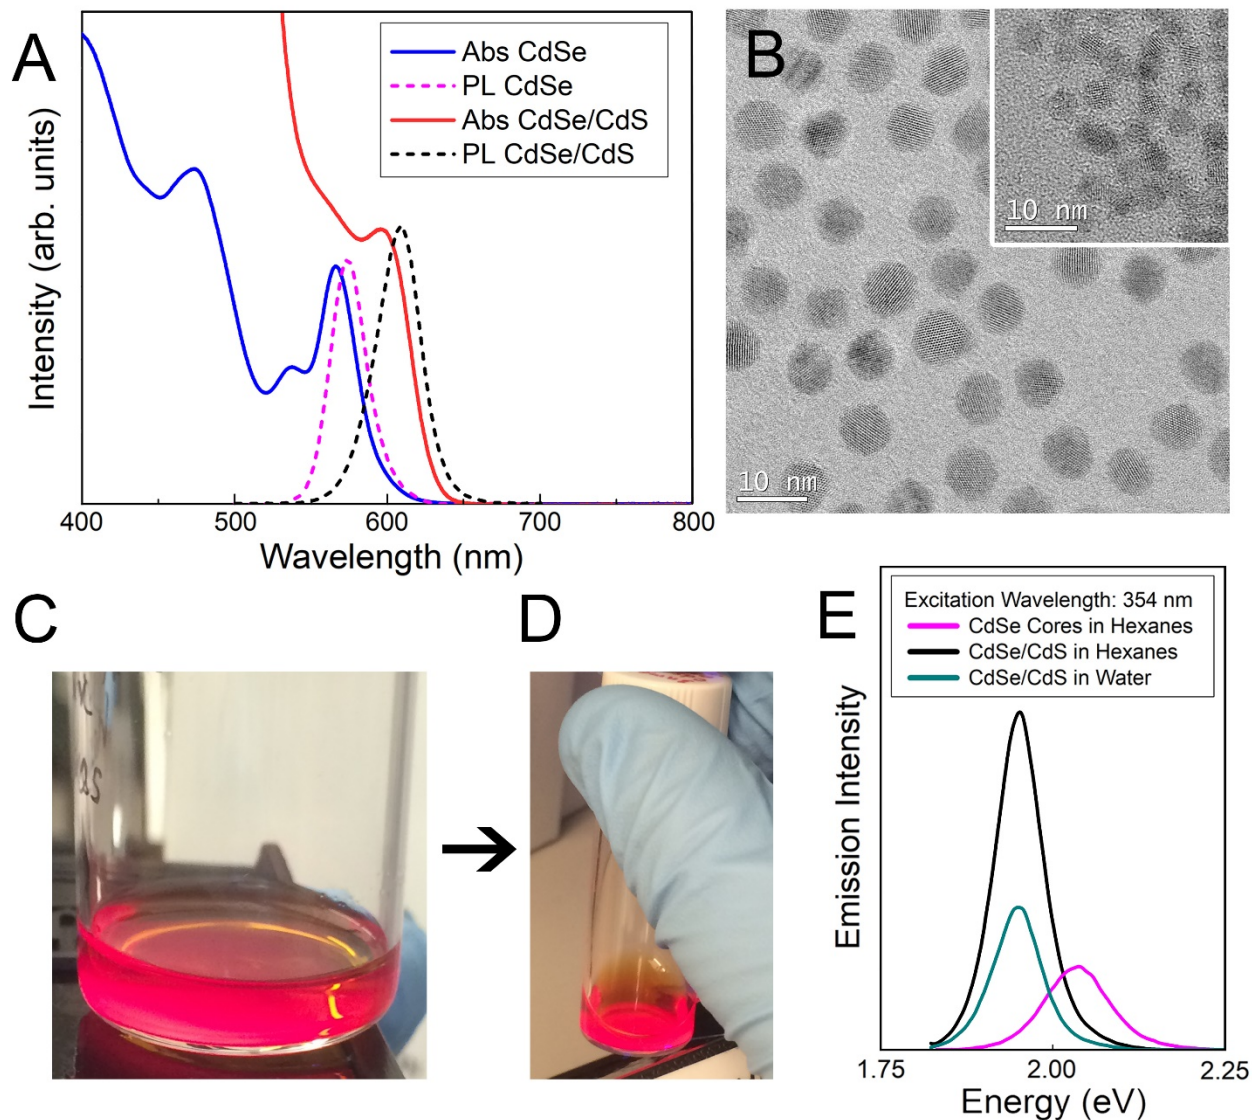 A
Abs CdSe
PL CdSe
Abs CdSe/CdS
PL CdSe/CdS
Intensity (arb. units)
400
500
600
700
800
Wavelength (nm)
B
10 nm
10 nm
C
D
E
Excitation Wavelength: 354 nm
CdSe Cores in Hexanes
CdSe/CdS in Hexanes
CdSe/CdS in Water
Emission Intensity
1.75
2.00
2.25
Energy (eV)